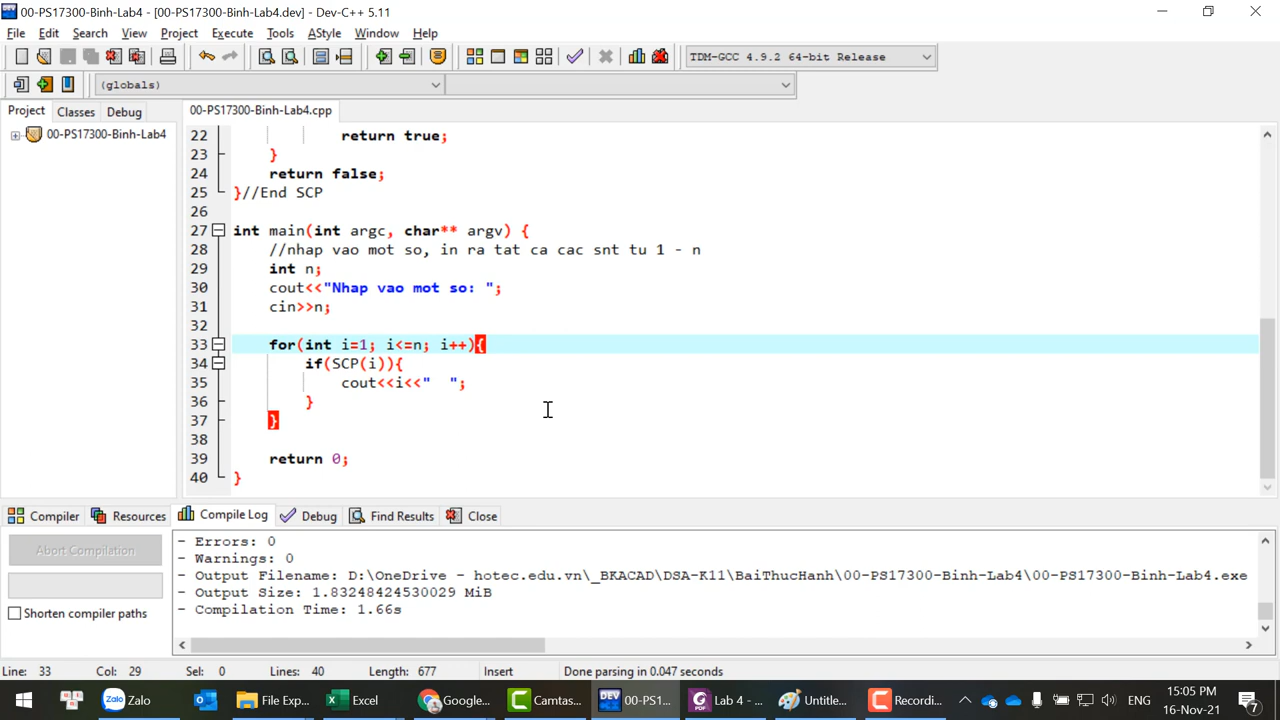 00-PS17300-Binh-Lab4 - [00-PS17300-Binh-Lab4.dev] - Dev-C++ 5.11
File Edit Search View Project Execute Tools AStyle Window Help
TDM-GCC 4.9.2 64-bit Release
(globals)
Project Classes Debug 00-PS17300-Binh-Lab4.cpp
00-PS17300-Binh-Lab4
22 return true;
23 }
24 return false;
25 }//End SCP
26
27 int main(int argc, char** argv) {
28 //nhap vao mot so, in ra tat ca cac snt tu 1 - n
29 int n;
30 cout<<"Nhap vao mot so: ";
31 cin>>n;
32
33 for(int i=1; i<=n; i++){
34 if(SCP(i)){
35 cout<<i<<"  ";
36 }
37 }
38
39 return 0;
40 }
Compiler Resources Compile Log Debug Find Results Close
Abort Compilation
Shorten compiler paths
- Errors: 0
- Warnings: 0
- Output Filename: D:\OneDrive - hotec.edu.vn\_BKACAD\DSA-K11\BaiThucHanh\00-PS17300-Binh-Lab4\00-PS17300-Binh-Lab4.exe
- Output Size: 1.83248424530029 MiB
- Compilation Time: 1.66s
Line: 33 Col: 29 Sel: 0 Lines: 40 Length: 677 Insert Done parsing in 0.047 seconds
Zalo File Exp... Excel Google... Camtas... 00-PS1... Lab 4 - ... Untitle... Recordi... ENG 15:05 PM
16-Nov-21 7